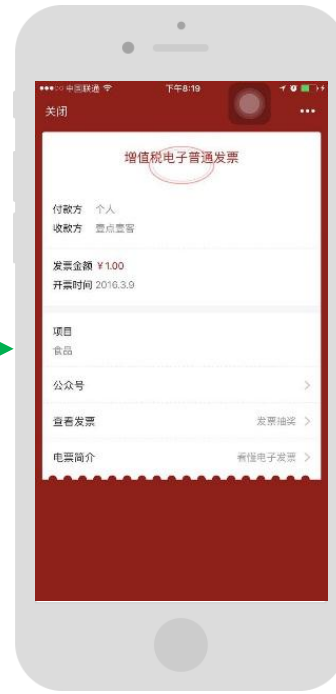 中国联通 下午8:19
关闭
增值税电子普通发票
付款方 个人
收款方 壹点壹客
发票金额 ¥1.00
开票时间 2016.3.9
项目
食品
公众号
查看发票 发票抽奖
电票简介 看懂电子发票